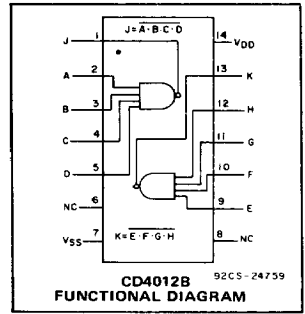 J 1 J=A·B·C·D 14 VDD
A 2 13 K
B 3 12 H
C 4 11 G
D 5 10 F
NC 6 9 E
VSS 7 K=E·F·G·H 8 NC
92CS-24759
CD4012B
FUNCTIONAL DIAGRAM